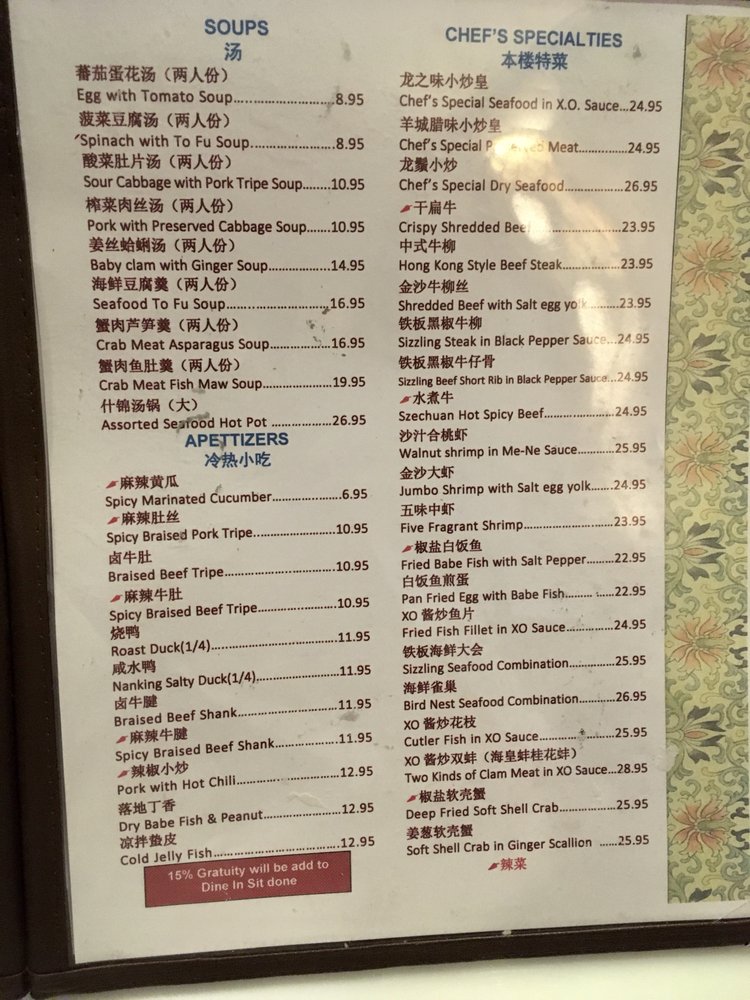 SOUPS
汤
蕃茄蛋花汤（两人份）
Egg with Tomato Soup......................8.95
菠菜豆腐汤（两人份）
Spinach with To Fu Soup...................8.95
酸菜肚片汤（两人份）
Sour Cabbage with Pork Tripe Soup.......10.95
榨菜肉丝汤（两人份）
Pork with Preserved Cabbage Soup......10.95
姜丝蛤蜊汤（两人份）
Baby clam with Ginger Soup................14.95
海鲜豆腐羹（两人份）
Seafood To Fu Soup..........................16.95
蟹肉芦笋羹（两人份）
Crab Meat Asparagus Soup................16.95
蟹肉鱼肚羹（两人份）
Crab Meat Fish Maw Soup..................19.95
什锦汤锅（大）
Assorted Seafood Hot Pot ................26.95
APETTIZERS
冷热小吃
麻辣黄瓜
Spicy Marinated Cucumber...................6.95
麻辣肚丝
Spicy Braised Pork Tripe.....................10.95
卤牛肚
Braised Beef Tripe.............................10.95
麻辣牛肚
Spicy Braised Beef Tripe.....................10.95
烧鸭
Roast Duck(1/4)................................11.95
咸水鸭
Nanking Salty Duck(1/4).....................11.95
卤牛腱
Braised Beef Shank...........................11.95
麻辣牛腱
Spicy Braised Beef Shank..................11.95
辣椒小炒
Pork with Hot Chili............................12.95
落地丁香
Dry Babe Fish & Peanut.....................12.95
凉拌蛰皮
Cold Jelly Fish..................................12.95
15% Gratuity will be add to
Dine In Sit done
CHEF'S SPECIALTIES
本楼特菜
龙之味小炒皇
Chef's Special Seafood in X.O. Sauce...24.95
羊城腊味小炒皇
Chef's Special Preserved Meat...............24.95
龙鬚小炒
Chef's Special Dry Seafood..................26.95
干扁牛
Crispy Shredded Beef.........................23.95
中式牛柳
Hong Kong Style Beef Steak................23.95
金沙牛柳丝
Shredded Beef with Salt egg yolk.........23.95
铁板黑椒牛柳
Sizzling Steak in Black Pepper Sauce...24.95
铁板黑椒牛仔骨
Sizzling Beef Short Rib in Black Pepper Sauce...24.95
水煮牛
Szechuan Hot Spicy Beef.....................24.95
沙汁合桃虾
Walnut shrimp in Me-Ne Sauce............25.95
金沙大虾
Jumbo Shrimp with Salt egg yolk.......24.95
五味中虾
Five Fragrant Shrimp...........................23.95
椒盐白饭鱼
Fried Babe Fish with Salt Pepper........22.95
白饭鱼煎蛋
Pan Fried Egg with Babe Fish..............22.95
XO 酱炒鱼片
Fried Fish Fillet in XO Sauce...............24.95
铁板海鲜大会
Sizzling Seafood Combination.............25.95
海鲜雀巢
Bird Nest Seafood Combination...........26.95
XO 酱炒花枝
Cutler Fish in XO Sauce......................25.95
XO 酱炒双蚌（海皇蚌桂花蚌）
Two Kinds of Clam Meat in XO Sauce...28.95
椒盐软壳蟹
Deep Fried Soft Shell Crab.................25.95
姜葱软壳蟹
Soft Shell Crab in Ginger Scallion ......25.95
辣菜